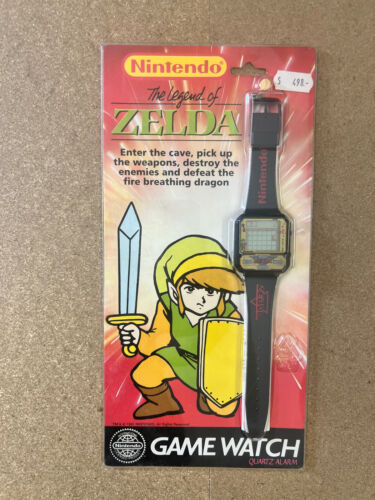 Nintendo®
S 498.-
The Legend of
ZELDA
Enter the cave, pick up
the weapons, destroy the
enemies and defeat the
fire breathing dragon
Nintendo
Nintendo
GAME WATCH
QUARTZ ALARM